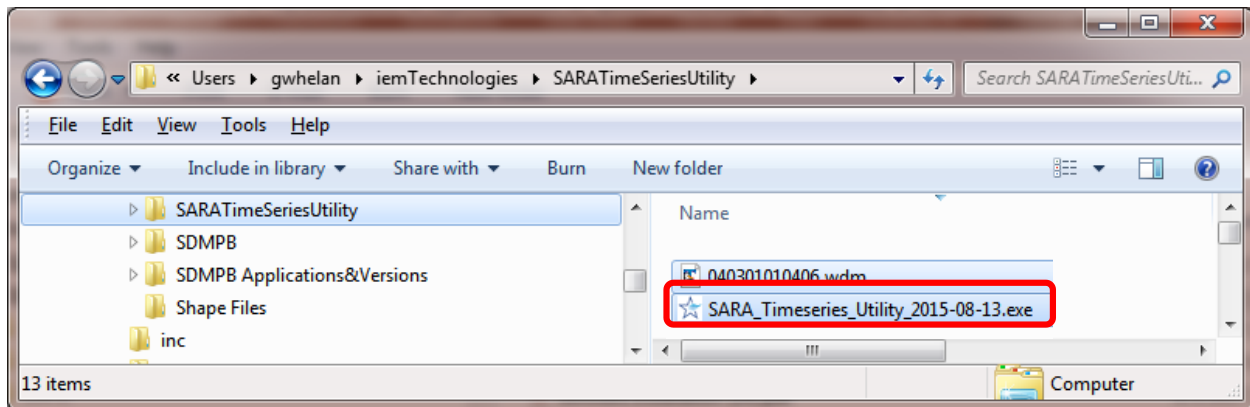 « Users ▸ gwhelan ▸ iemTechnologies ▸ SARATimeSeriesUtility ▸ Search SARATimeSeriesUti...
File Edit View Tools Help
Organize Include in library Share with Burn New folder
SARATimeSeriesUtility Name
SDMPB
SDMPB Applications&Versions 040301010406.wdm
Shape Files SARA_Timeseries_Utility_2015-08-13.exe
inc
13 items Computer